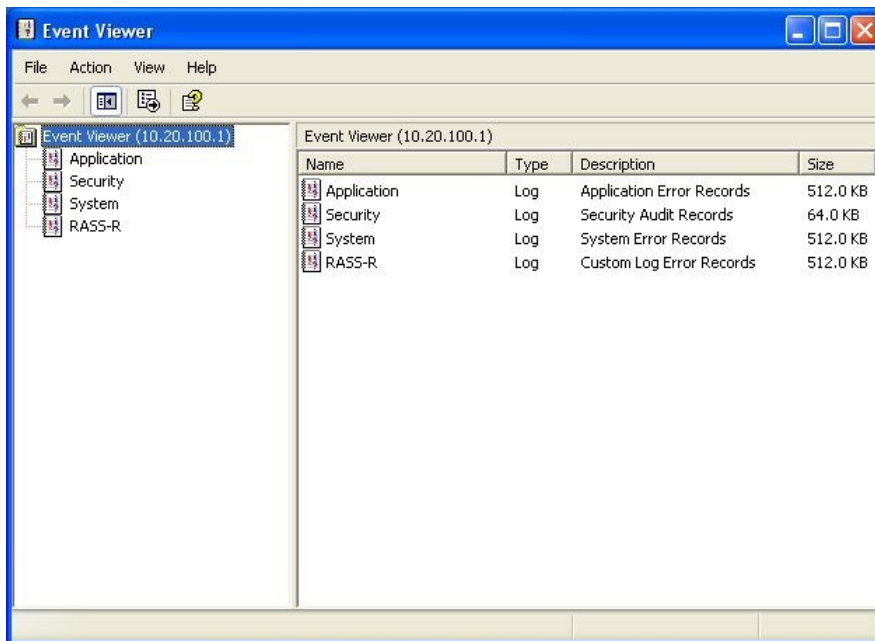 Event Viewer
File Action View Help
Event Viewer (10.20.100.1)
Application
Security
System
RASS-R
Event Viewer (10.20.100.1)
Name Type Description Size
Application Log Application Error Records 512.0 KB
Security Log Security Audit Records 64.0 KB
System Log System Error Records 512.0 KB
RASS-R Log Custom Log Error Records 512.0 KB